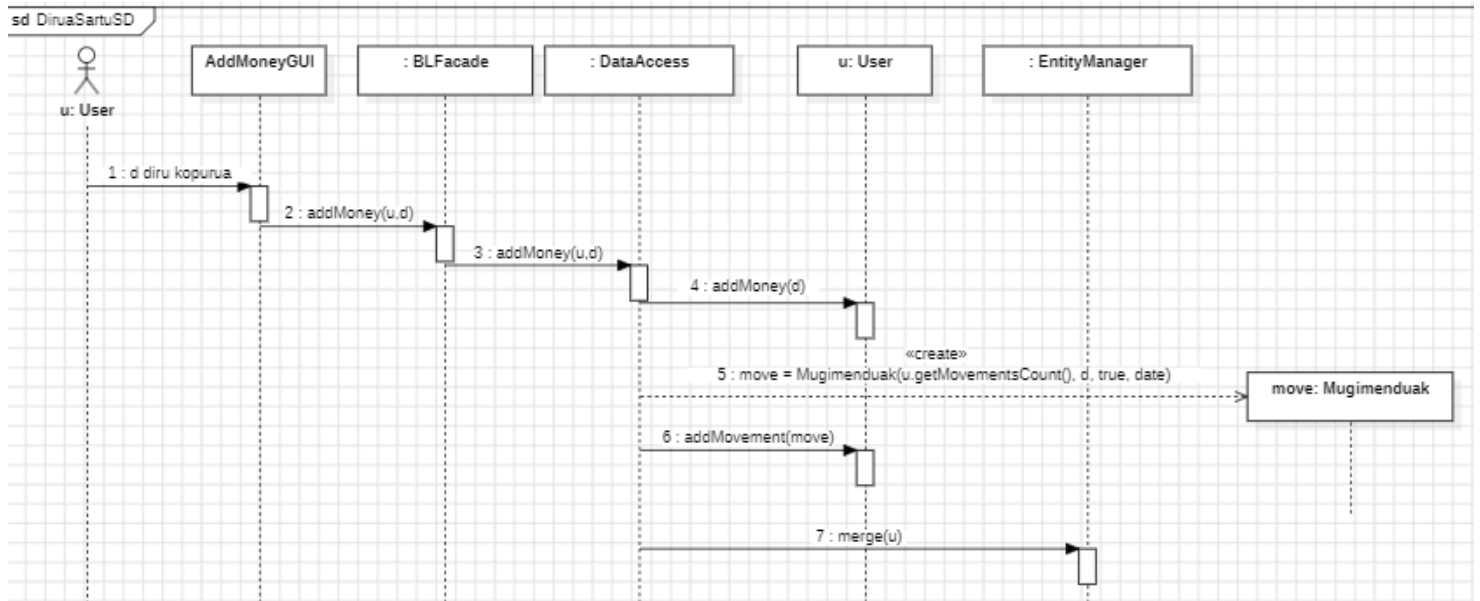 sd DiruaSartuSD
u: User
AddMoneyGUI
: BLFacade
: DataAccess
u: User
: EntityManager
1 : d diru kopurua
2 : addMoney(u,d)
3 : addMoney(u,d)
4 : addMoney(d)
«create»
5 : move = Mugimenduak(u.getMovementsCount(), d, true, date)
move: Mugimenduak
6 : addMovement(move)
7 : merge(u)